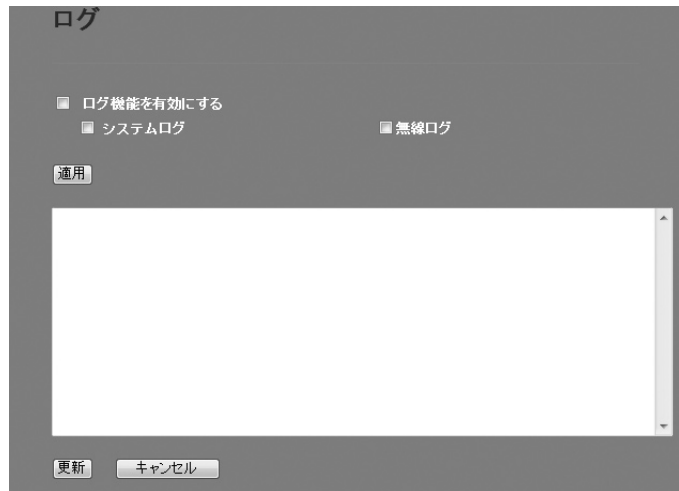 ログ
ログ機能を有効にする
システムログ 無線ログ
適用
更新 キャンセル